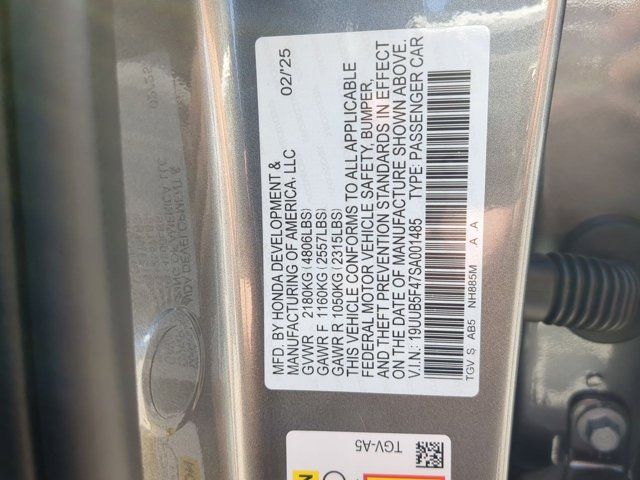 MFD. BY HONDA DEVELOPMENT & 02/'25
MANUFACTURING OF AMERICA, LLC
GVWR 2180KG (4806LBS)
GAWR F 1160KG (2557LBS)
GAWR R 1050KG (2315LBS)
THIS VEHICLE CONFORMS TO ALL APPLICABLE
FEDERAL MOTOR VEHICLE SAFETY, BUMPER,
AND THEFT PREVENTION STANDARDS IN EFFECT
ON THE DATE OF MANUFACTURE SHOWN ABOVE.
V.I.N.: 19UUB5F47SA001485 TYPE: PASSENGER CAR
TGV S AB5 NH885M A A
TGV-A5